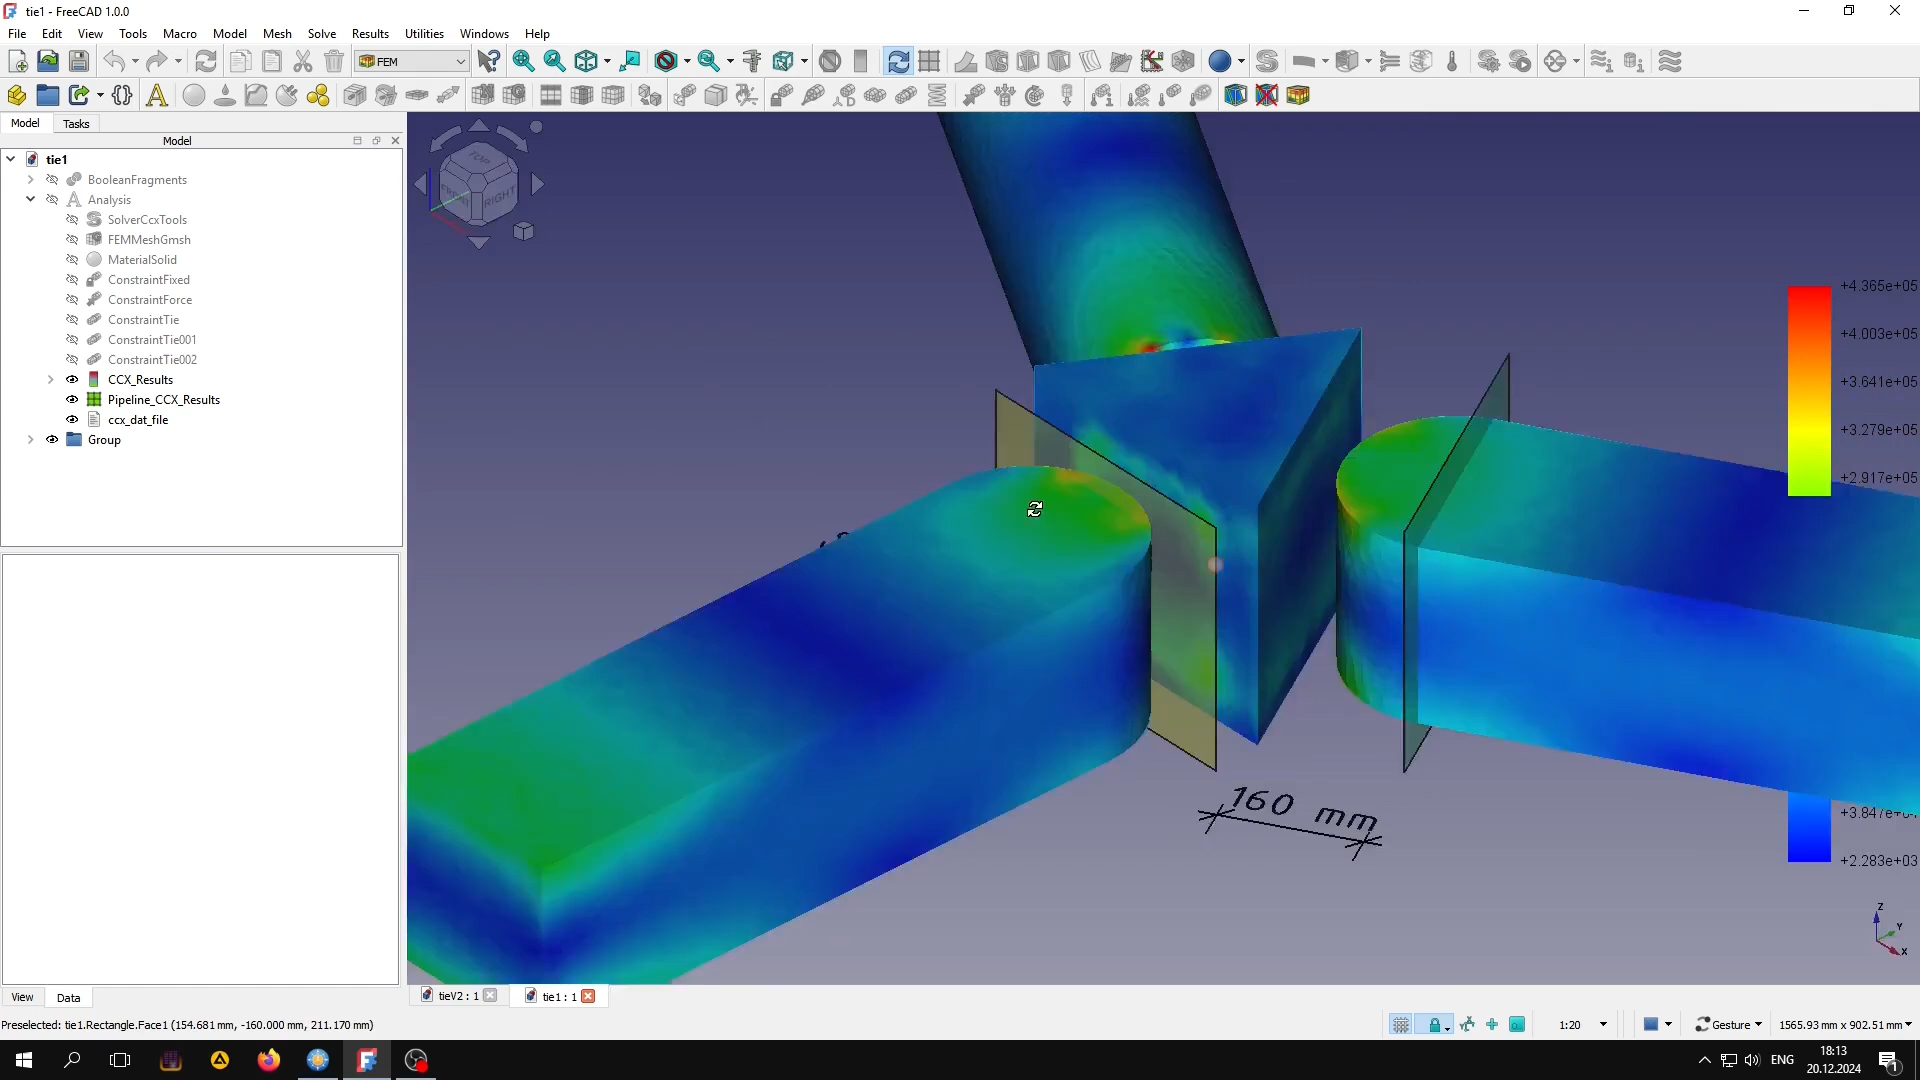 tie1 - FreeCAD 1.0.0
File Edit View Tools Macro Model Mesh Solve Results Utilities Windows Help
FEM
Model Tasks
Model
tie1
BooleanFragments
Analysis
SolverCcxTools
FEMMeshGmsh
MaterialSolid
ConstraintFixed
ConstraintForce
ConstraintTie
ConstraintTie001
ConstraintTie002
CCX_Results
Pipeline_CCX_Results
ccx_dat_file
Group
TOP
FRONT
RIGHT
+4.365e+05
+4.003e+05
+3.641e+05
+3.279e+05
+2.917e+05
+2.283e+03
160 mm
Z
Y
X
View Data
tieV2 : 1
tie1 : 1
Preselected: tie1.Rectangle.Face1 (154.681 mm, -160.000 mm, 211.170 mm)
1:20
Gesture
1565.93 mm x 902.51 mm
ENG
18:13
20.12.2024
1